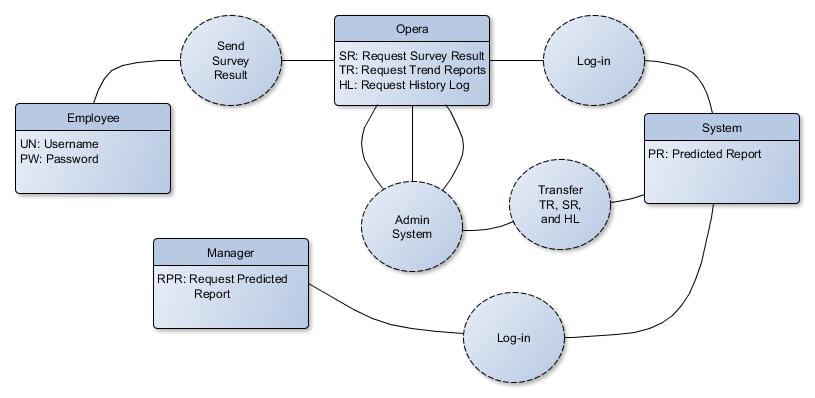 Send
Survey
Result
Opera
SR: Request Survey Result
TR: Request Trend Reports
HL: Request History Log
Log-in
Employee
UN: Username
PW: Password
System
PR: Predicted Report
Admin
System
Transfer
TR, SR,
and HL
Manager
RPR: Request Predicted
Report
Log-in